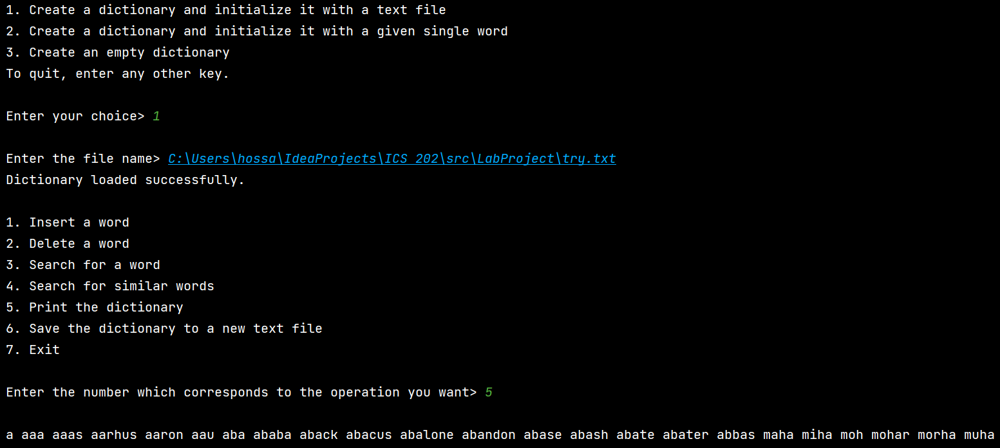 1. Create a dictionary and initialize it with a text file
2. Create a dictionary and initialize it with a given single word
3. Create an empty dictionary
To quit, enter any other key.
Enter your choice> 1
Enter the file name> C:\Users\hossa\IdeaProjects\ICS 202\src\LabProject\try.txt
Dictionary loaded successfully.
1. Insert a word
2. Delete a word
3. Search for a word
4. Search for similar words
5. Print the dictionary
6. Save the dictionary to a new text file
7. Exit
Enter the number which corresponds to the operation you want> 5
a aaa aaas aarhus aaron aau aba ababa aback abacus abalone abandon abase abash abate abater abbas maha miha moh mohar morha muha